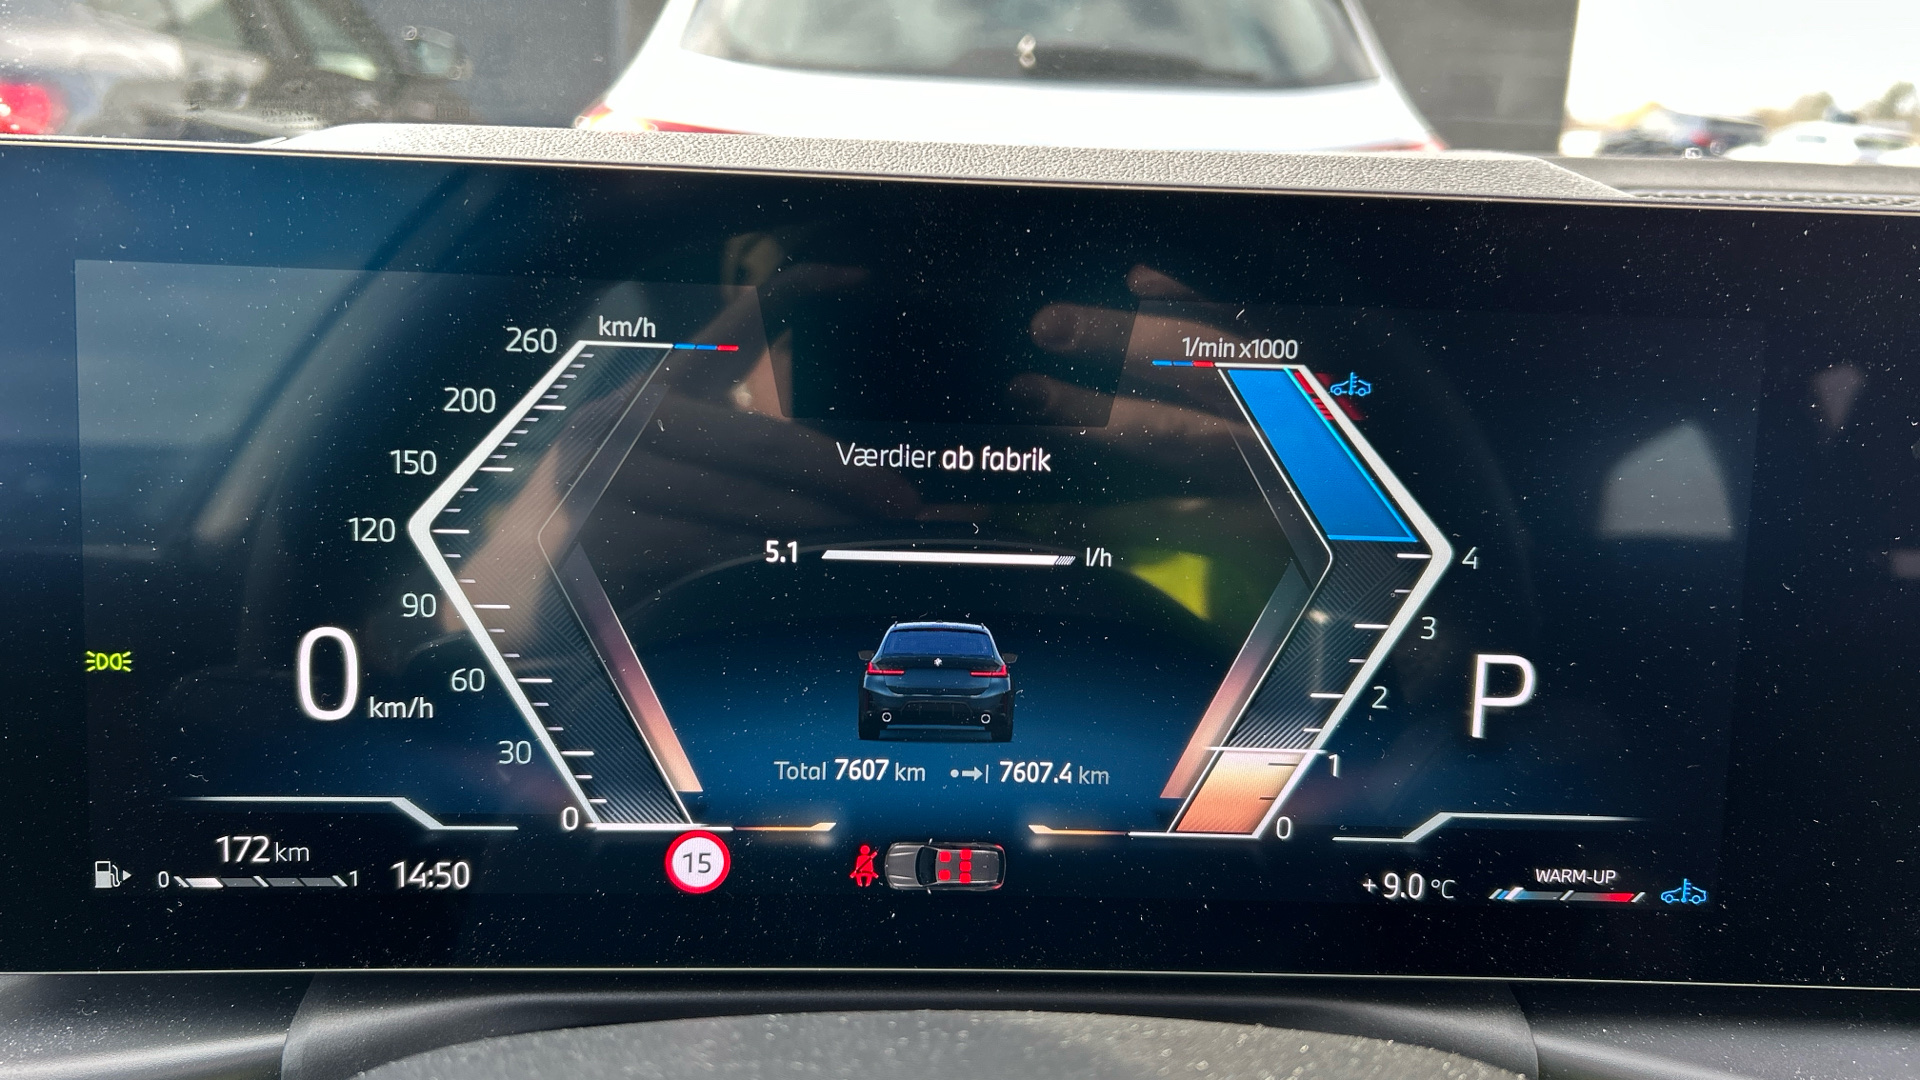 km/h
260
200
150
120
90
60
30
0
1/min x1000
4
3
2
1
0
Værdier ab fabrik
5.1 l/h
0 km/h
P
Total 7607 km 7607.4 km
172 km
0 1
14:50
15
+ 9.0 °C
WARM-UP